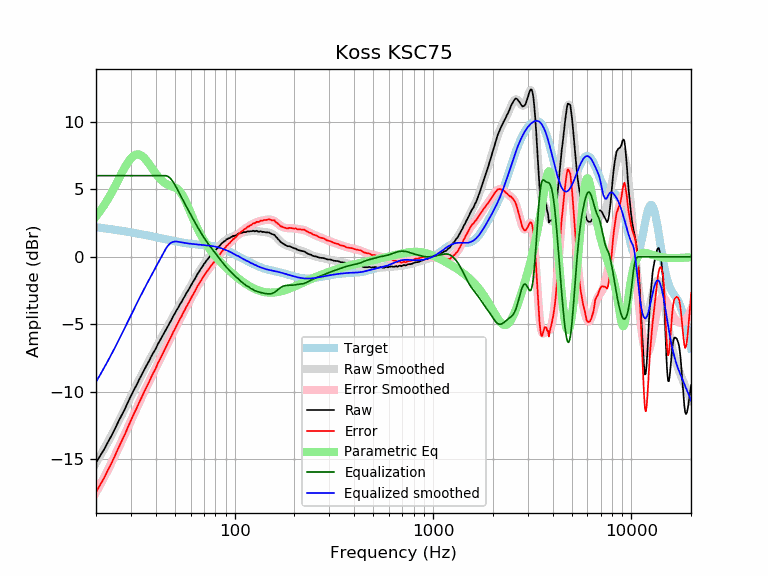 Koss KSC75
Amplitude (dBr)
10
5
0
−5
−10
−15
Target
Raw Smoothed
Error Smoothed
Raw
Error
Parametric Eq
Equalization
Equalized smoothed
100
1000
10000
Frequency (Hz)